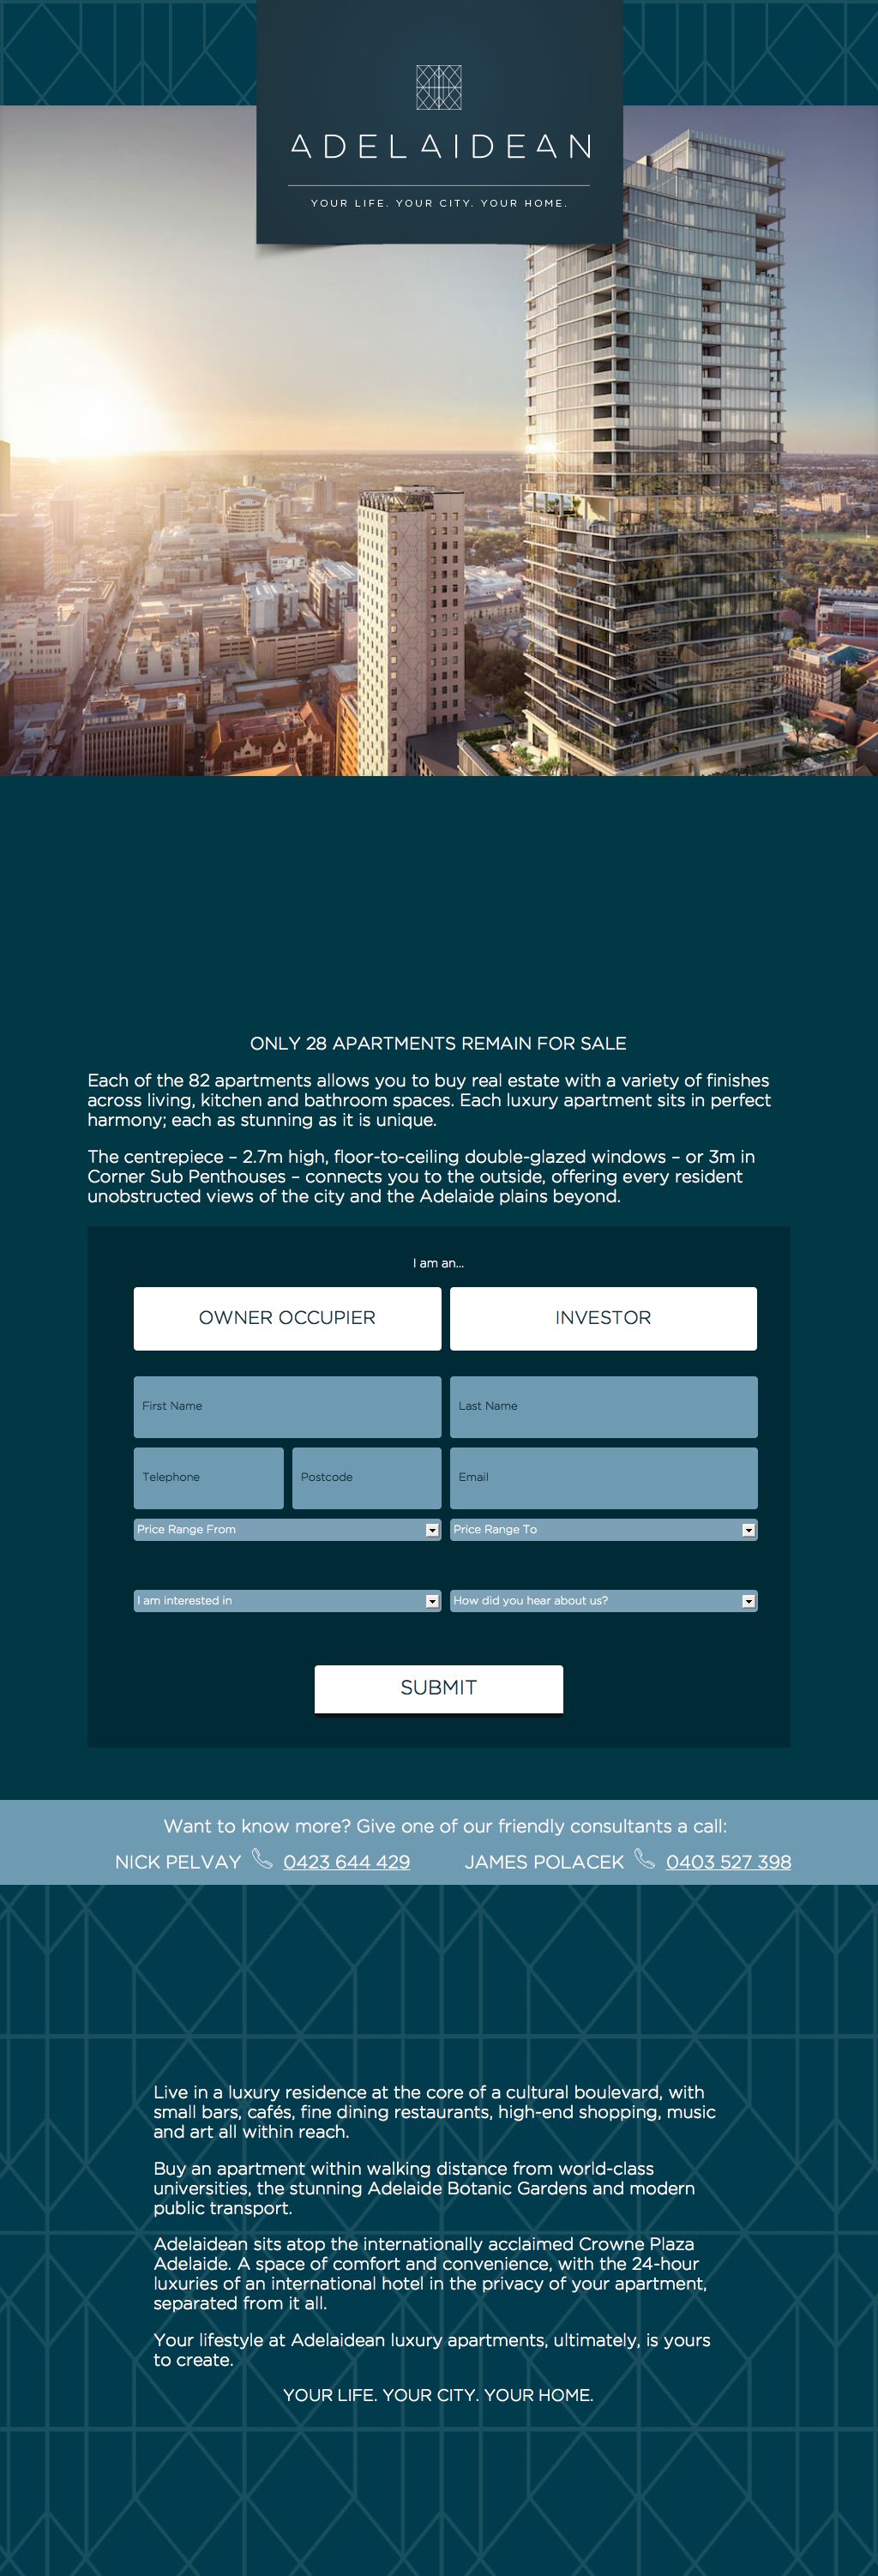 ADELAIDEAN
YOUR LIFE. YOUR CITY. YOUR HOME.
ONLY 28 APARTMENTS REMAIN FOR SALE
Each of the 82 apartments allows you to buy real estate with a variety of finishes
across living, kitchen and bathroom spaces. Each luxury apartment sits in perfect
harmony; each as stunning as it is unique.
The centrepiece – 2.7m high, floor-to-ceiling double-glazed windows – or 3m in
Corner Sub Penthouses – connects you to the outside, offering every resident
unobstructed views of the city and the Adelaide plains beyond.
I am an...
OWNER OCCUPIER INVESTOR
First Name Last Name
Telephone Postcode Email
Price Range From Price Range To
I am interested in How did you hear about us?
SUBMIT
Want to know more? Give one of our friendly consultants a call:
NICK PELVAY 0423 644 429 JAMES POLACEK 0403 527 398
Live in a luxury residence at the core of a cultural boulevard, with
small bars, cafés, fine dining restaurants, high-end shopping, music
and art all within reach.
Buy an apartment within walking distance from world-class
universities, the stunning Adelaide Botanic Gardens and modern
public transport.
Adelaidean sits atop the internationally acclaimed Crowne Plaza
Adelaide. A space of comfort and convenience, with the 24-hour
luxuries of an international hotel in the privacy of your apartment,
separated from it all.
Your lifestyle at Adelaidean luxury apartments, ultimately, is yours
to create.
YOUR LIFE. YOUR CITY. YOUR HOME.